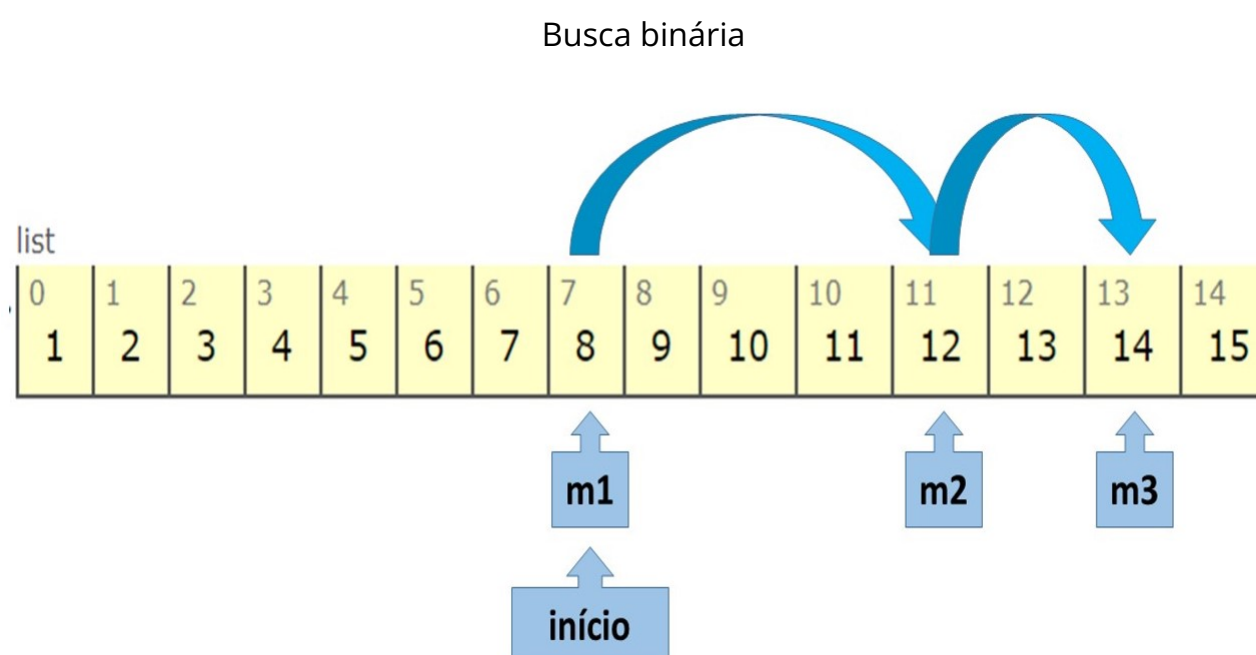 Busca binária
list
0 1 2 3 4 5 6 7 8 9 10 11 12 13 14
1 2 3 4 5 6 7 8 9 10 11 12 13 14 15
m1 m2 m3
início